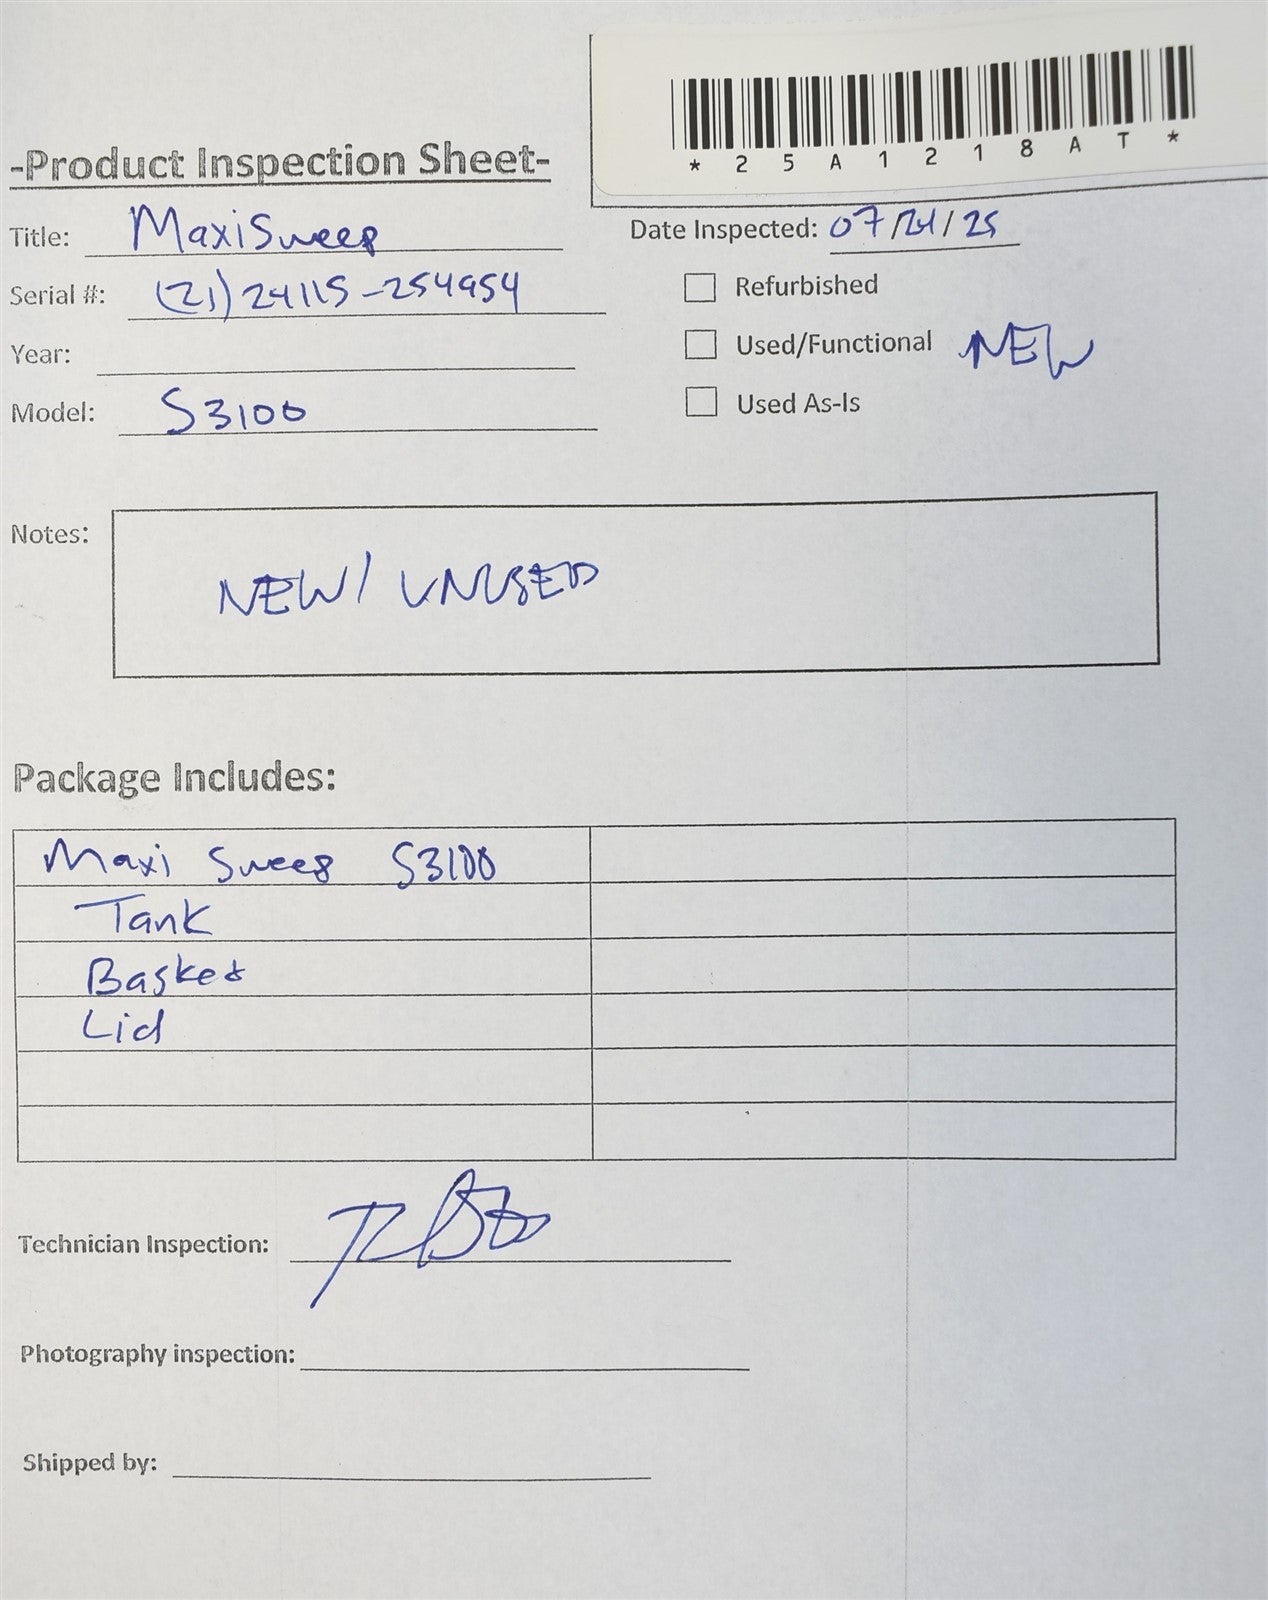 *25A1218AT*
-Product Inspection Sheet-
Title: MaxiSweep
Date Inspected: 07/24/25
Serial #: (21)24115-254954
Refurbished
Year:
Used/Functional NEW
Model: S3100
Used As-Is
Notes:
NEW/ UNUSED
Package Includes:
Maxi Sweep S3100
Tank
Basket
Lid
Technician Inspection:
Photography inspection:
Shipped by: